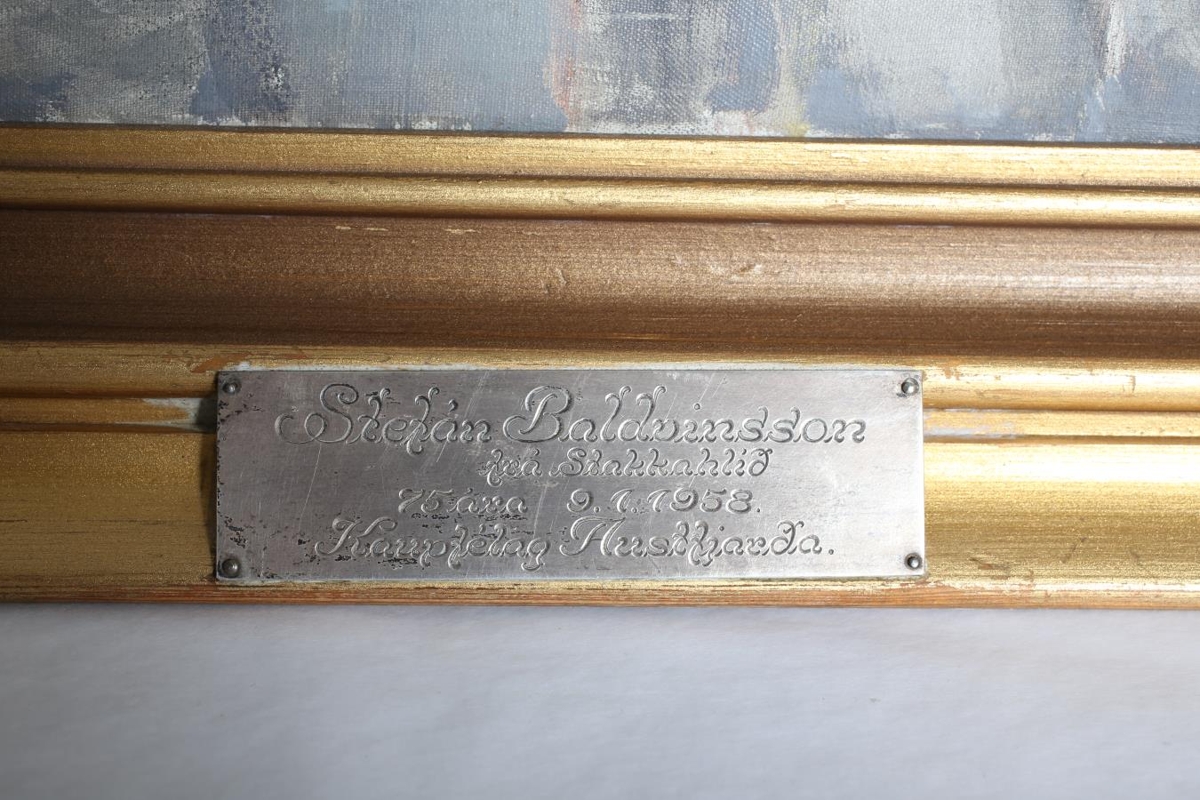 Stefán Baldvinsson
frá Stakkahlíð
75 ára 9.1.1958.
Kaupfélag Austfjarða.